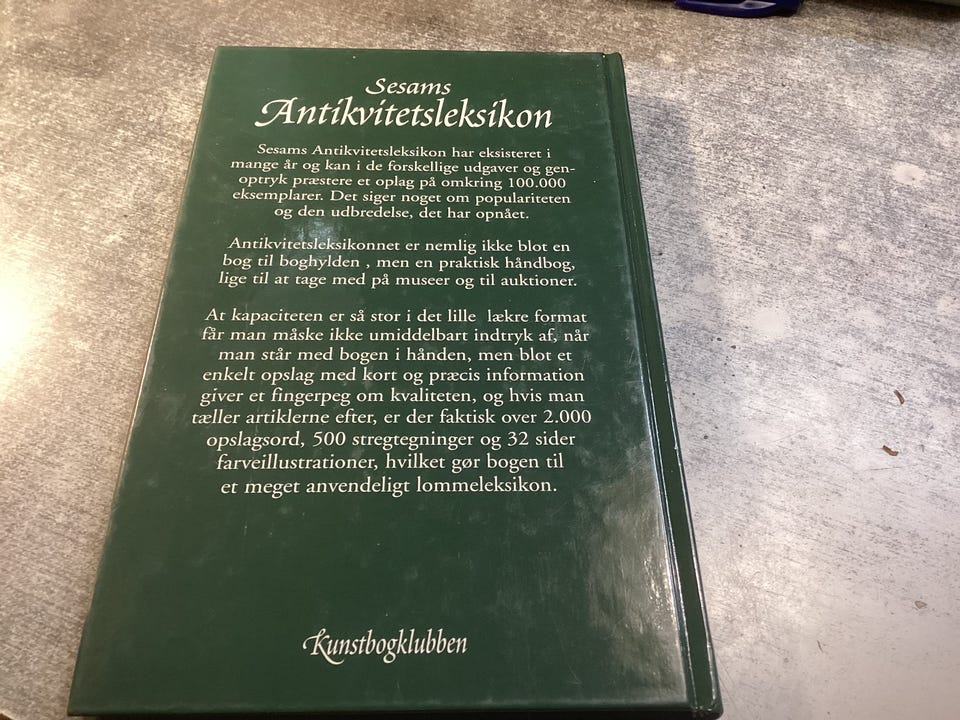 Sesams
Antikvitetsleksikon
Sesams Antikvitetsleksikon har eksisteret i
mange år og kan i de forskellige udgaver og gen-
optryk præstere et oplag på omkring 100.000
eksemplarer. Det siger noget om populariteten
og den udbredelse, det har opnået.
Antikvitetsleksikonnet er nemlig ikke blot en
bog til boghylden , men en praktisk håndbog,
lige til at tage med på museer og til auktioner.
At kapaciteten er så stor i det lille lækre format
får man måske ikke umiddelbart indtryk af, når
man står med bogen i hånden, men blot et
enkelt opslag med kort og præcis information
giver et fingerpeg om kvaliteten, og hvis man
tæller artiklerne efter, er der faktisk over 2.000
opslagsord, 500 stregtegninger og 32 sider
farveillustrationer, hvilket gør bogen til
et meget anvendeligt lommeleksikon.
Kunstbogklubben